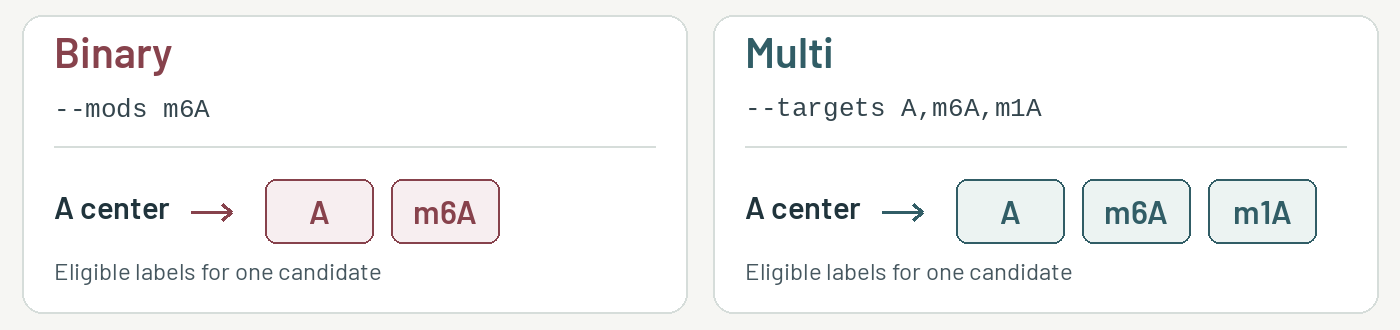 Binary
--mods m6A
A center → A m6A
Eligible labels for one candidate
Multi
--targets A,m6A,m1A
A center → A m6A m1A
Eligible labels for one candidate